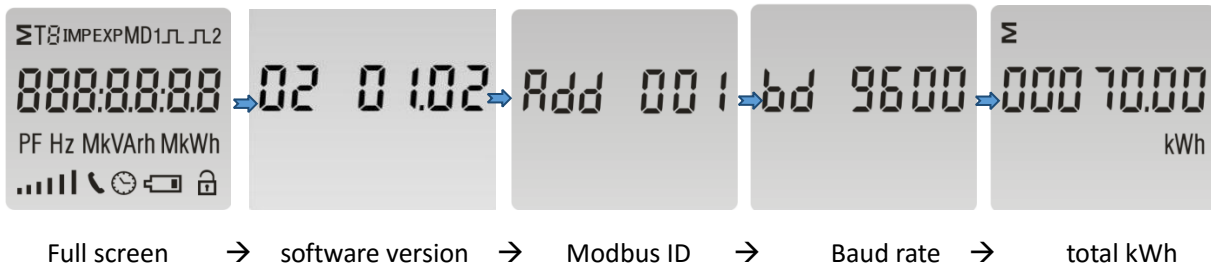 ΣT8IMPEXPMD1 2
888:8.8:8.8
PF Hz MkVArh MkWh
02 01.02
Add 001
bd 9600
Σ
00070.00
kWh
Full screen → software version → Modbus ID → Baud rate → total kWh